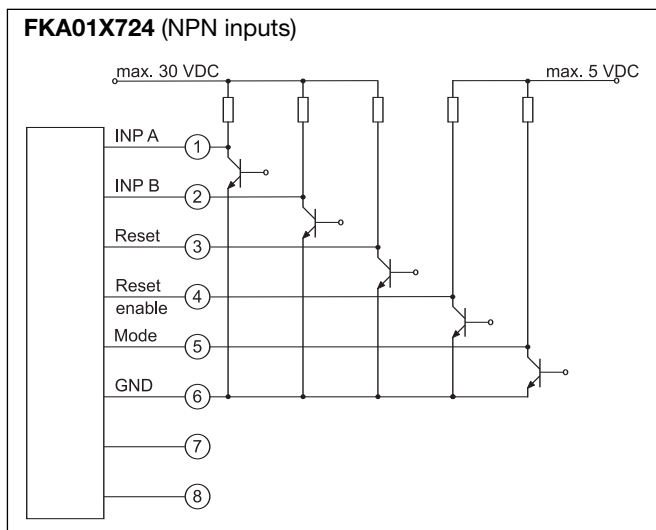 FKA01X724 (NPN inputs)
max. 30 VDC
max. 5 VDC
INP A
1
INP B
2
Reset
3
Reset
enable
4
Mode
5
GND
6
7
8